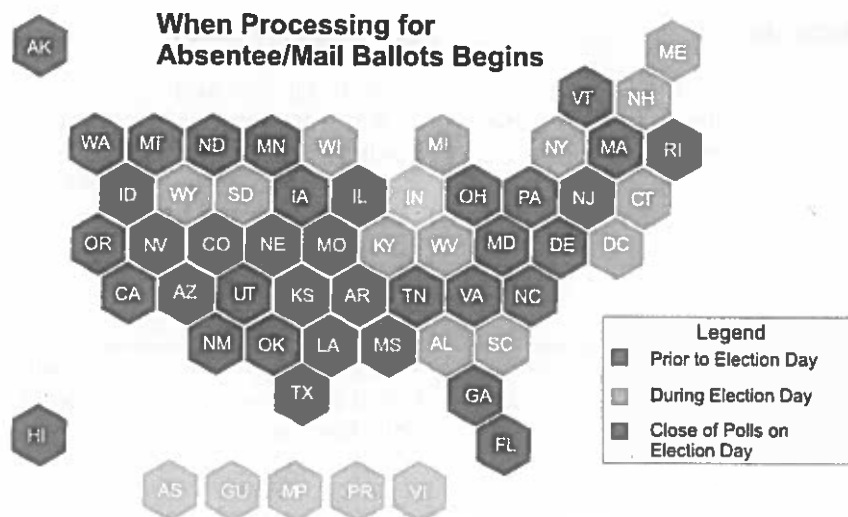 When Processing for
Absentee/Mail Ballots Begins
AK
ME
VT NH
WA MT ND MN WI MI NY MA RI
ID WY SD IA IL IN OH PA NJ CT
OR NV CO NE MO KY WV MD DE DC
CA AZ UT KS AR TN VA NC
NM OK LA MS AL SC
TX GA
HI FL
AS GU MP PR VI
Legend
Prior to Election Day
During Election Day
Close of Polls on
Election Day